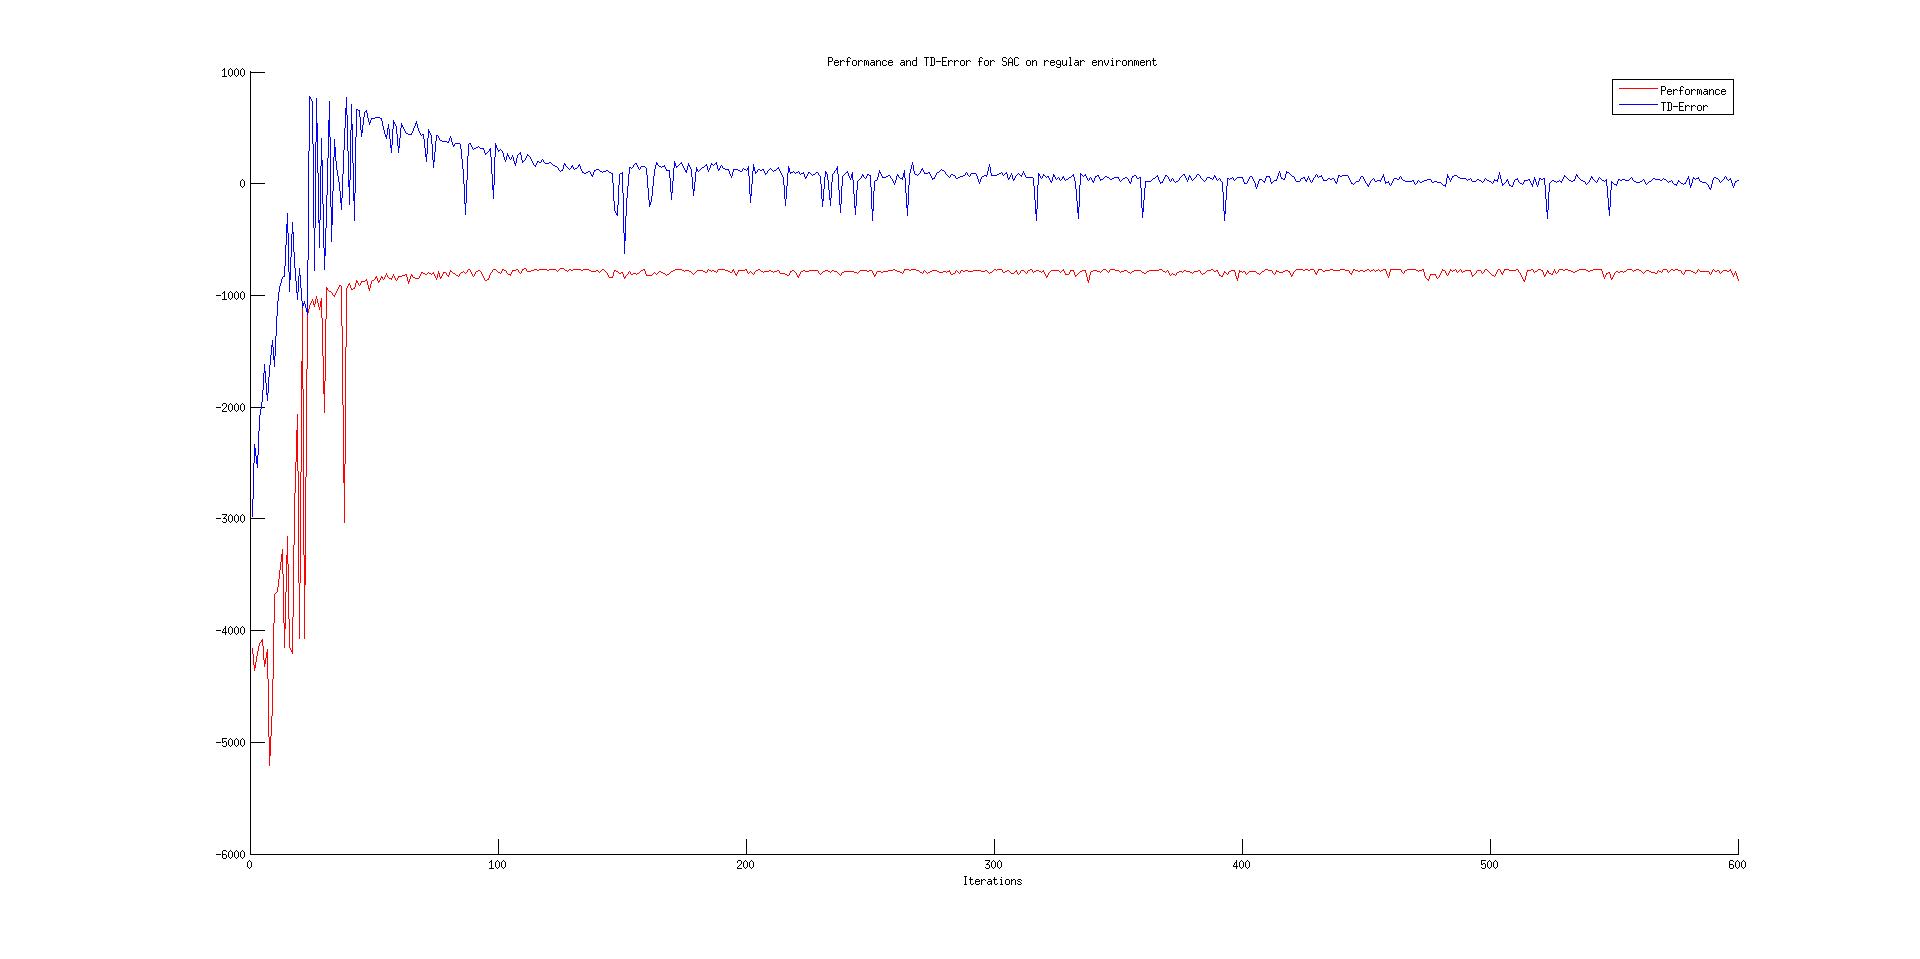 Performance and TD-Error for SAC on regular environment
1000
Performance
TD-Error
0
-1000
-2000
-3000
-4000
-5000
-6000
0 100 200 300 400 500 600
Iterations